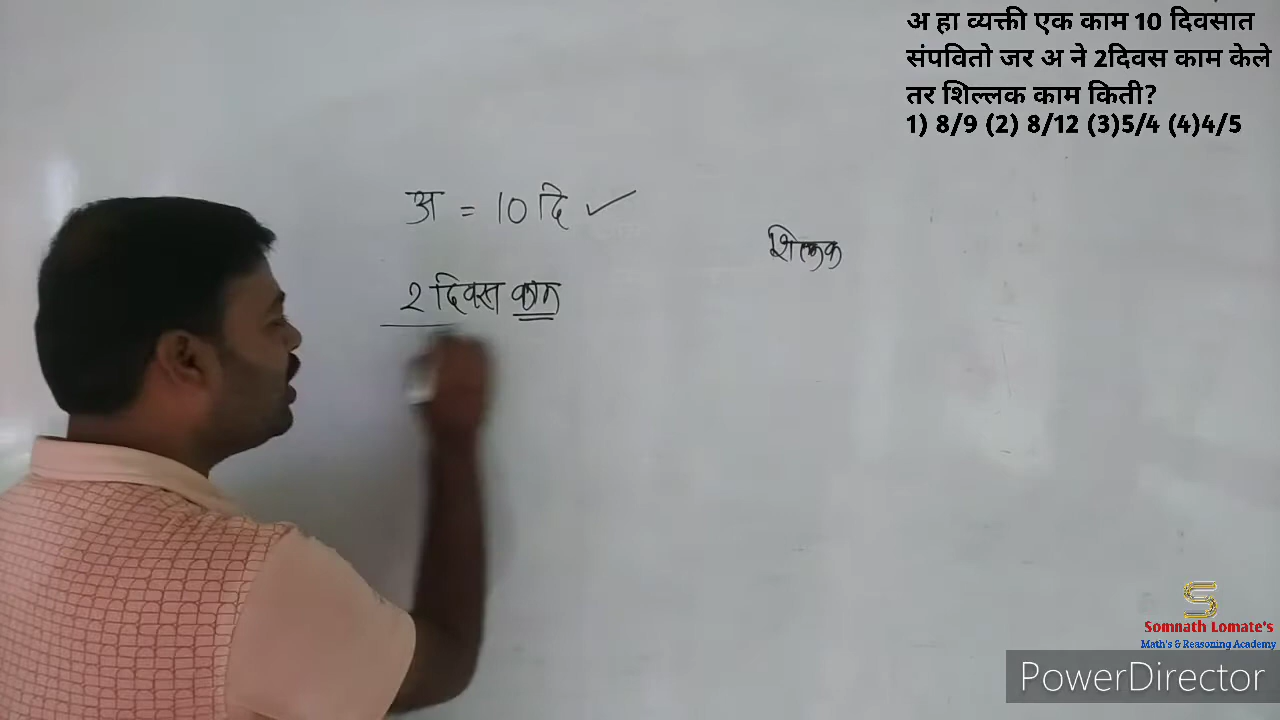 अ हा व्यक्ती एक काम 10 दिवसात
संपवितो जर अ ने 2दिवस काम केले
तर शिल्लक काम किती?
1) 8/9 (2) 8/12 (3)5/4 (4)4/5
अ = 10 दि ✓
शिल्लक
2 दिवस काम
S
Somnath Lomate's
Math's & Reasoning Academy
PowerDirector